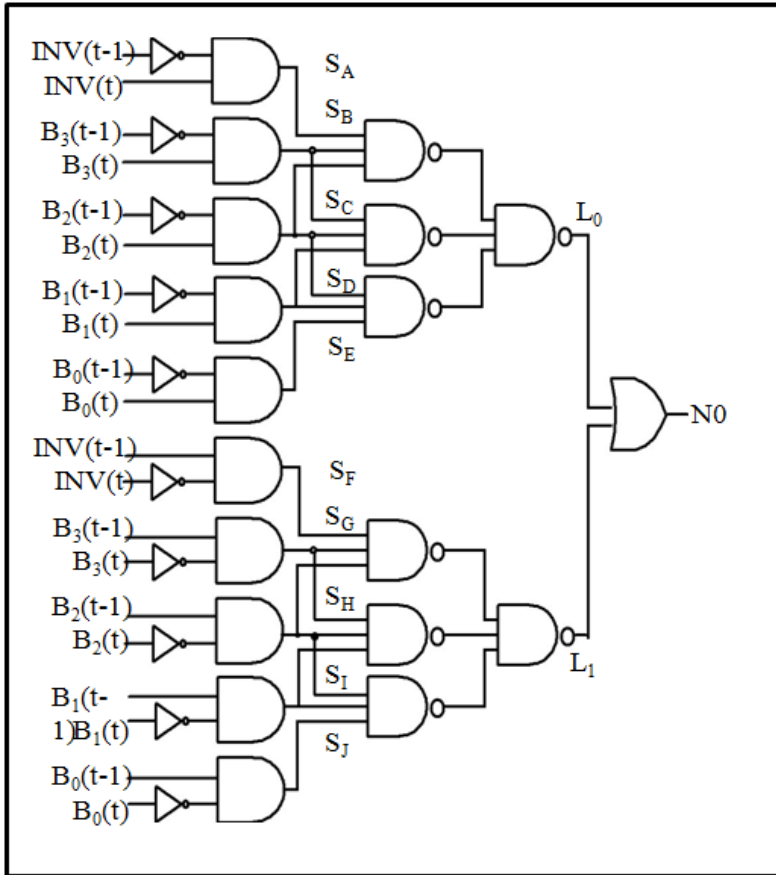 INV(t-1)
INV(t)
B3(t-1)
B3(t)
B2(t-1)
B2(t)
B1(t-1)
B1(t)
B0(t-1)
B0(t)
SA
SB
SC
SD
SE
L0
N0
INV(t-1)
INV(t)
B3(t-1)
B3(t)
B2(t-1)
B2(t)
B1(t-
1)B1(t)
B0(t-1)
B0(t)
SF
SG
SH
SI
SJ
L1